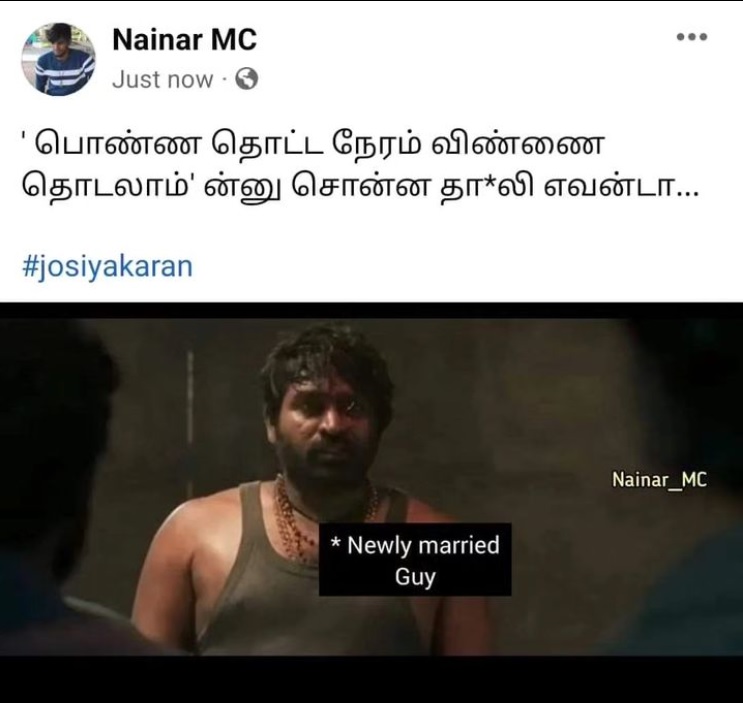 Nainar MC
Just now ·
' பொண்ண தொட்ட நேரம் விண்ணை
தொடலாம்' ன்னு சொன்ன தா*லி எவன்டா...
#josiyakaran
Nainar_MC
* Newly married
Guy